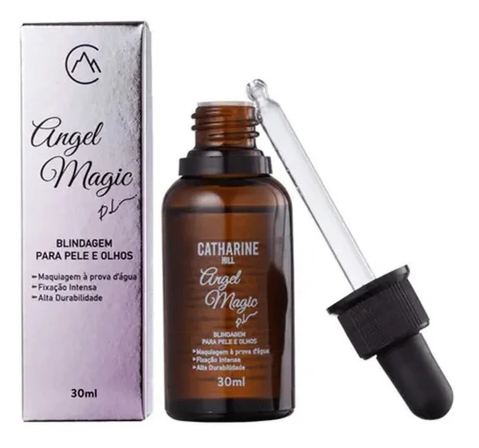 Angel
Magic
BLINDAGEM
PARA PELE E OLHOS
Maquiagem à prova d'água
Fixação Intensa
Alta Durabilidade
30ml
CATHARINE
HILL
Angel
Magic
BLINDAGEM
PARA PELE E OLHOS
Maquiagem à prova d'água
Fixação Intensa
Alta Durabilidade
30ml